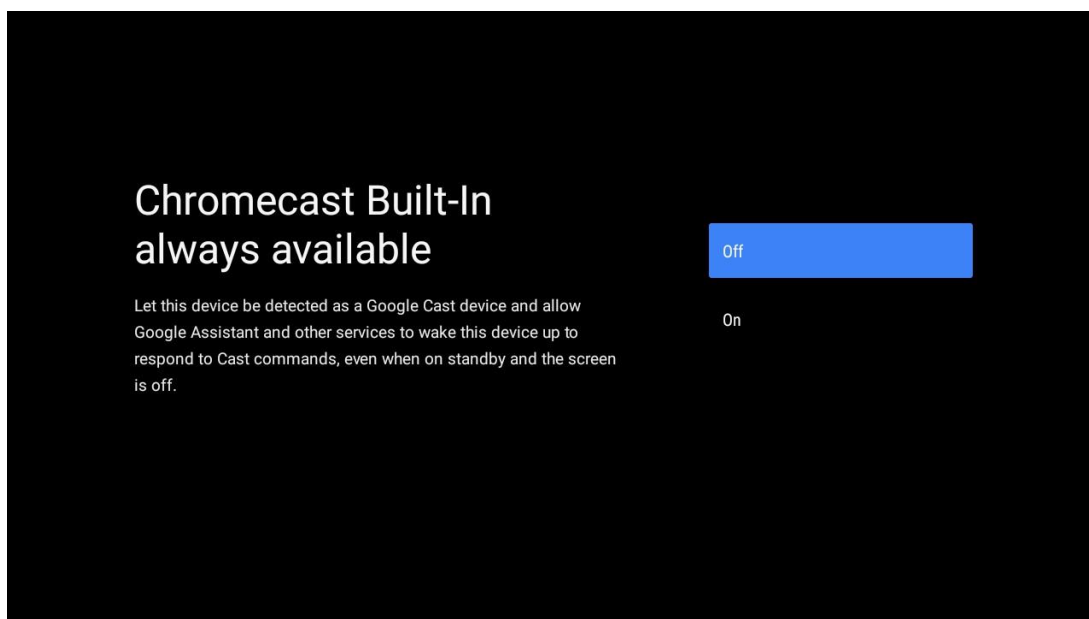 Chromecast Built-In
always available
Let this device be detected as a Google Cast device and allow
Google Assistant and other services to wake this device up to
respond to Cast commands, even when on standby and the screen
is off.
Off
On